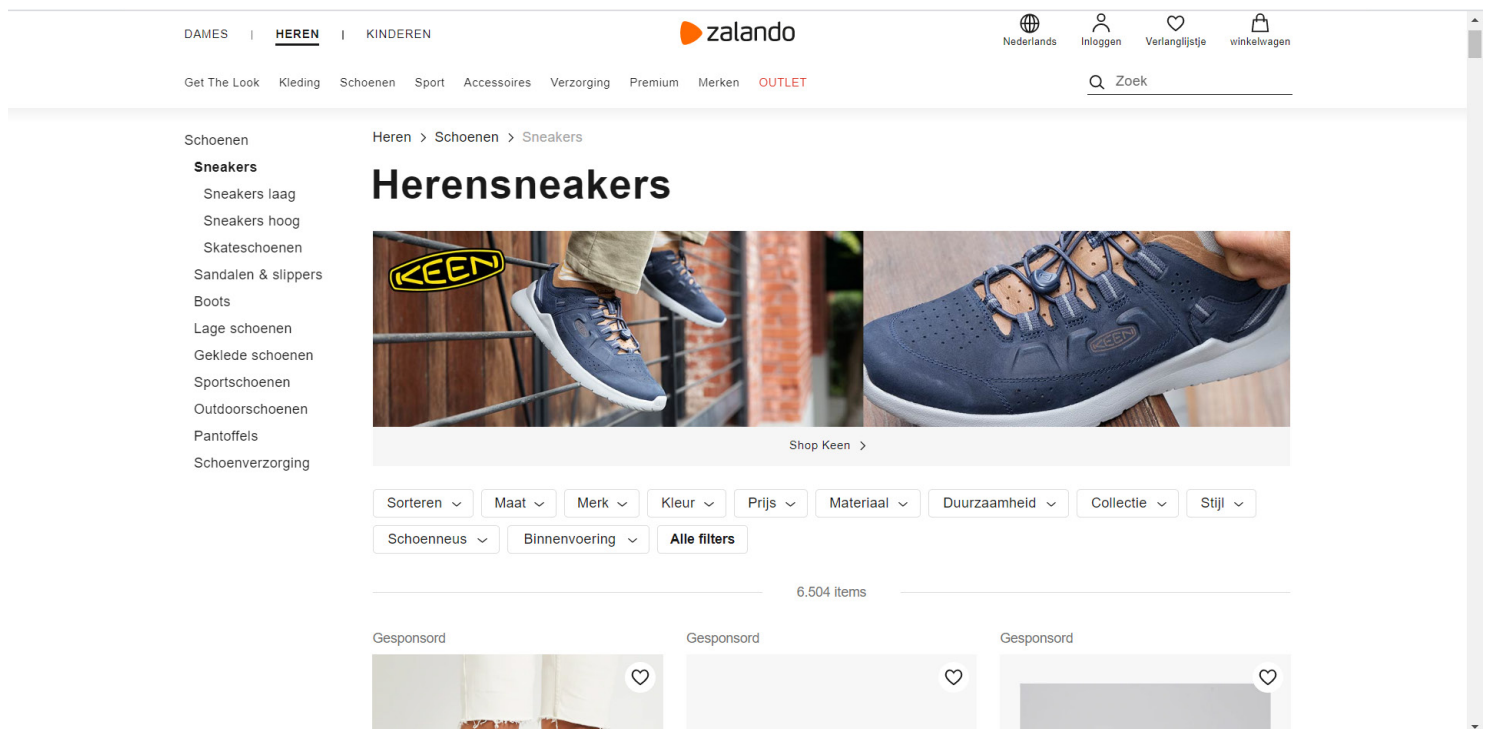 DAMES | HEREN | KINDEREN
zalando
Nederlands Inloggen Verlanglijstje winkelwagen
Get The Look Kleding Schoenen Sport Accessoires Verzorging Premium Merken OUTLET
Zoek
Schoenen
Sneakers
Sneakers laag
Sneakers hoog
Skateschoenen
Sandalen & slippers
Boots
Lage schoenen
Geklede schoenen
Sportschoenen
Outdoorschoenen
Pantoffels
Schoenverzorging
Heren > Schoenen > Sneakers
Herensneakers
KEEN
KEEN
Shop Keen >
Sorteren Maat Merk Kleur Prijs Materiaal Duurzaamheid Collectie Stijl
Schoenneus Binnenvoering Alle filters
6.504 items
Gesponsord Gesponsord Gesponsord